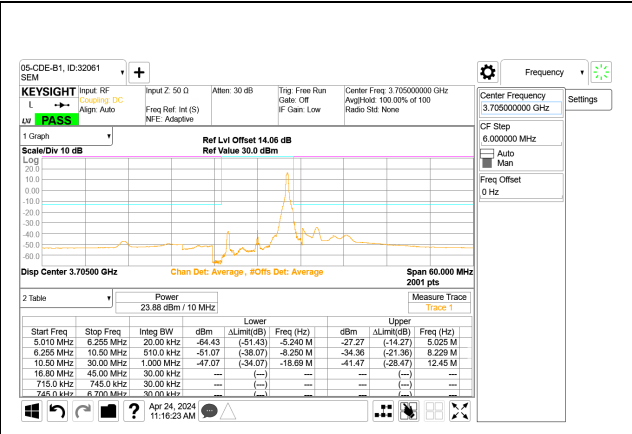 05-CDE-B1, ID:32061
SEM
Frequency
KEYSIGHT
L
LXI
PASS
Input: RF
Coupling: DC
Align: Auto
Input Z: 50 Ω
Freq Ref: Int (S)
NFE: Adaptive
Atten: 30 dB
Trig: Free Run
Gate: Off
IF Gain: Low
Center Freq: 3.705000000 GHz
Avg|Hold: 100.00% of 100
Radio Std: None
Center Frequency
3.705000000 GHz
Settings
CF Step
6.000000 MHz
Auto
Man
Freq Offset
0 Hz
1 Graph
Scale/Div 10 dB
Ref Lvl Offset 14.06 dB
Ref Value 30.0 dBm
Log
20.0
10.0
0.00
-10.0
-20.0
-30.0
-40.0
-50.0
-60.0
Disp Center 3.70500 GHz
Chan Det: Average , #Offs Det: Average
Span 60.000 MHz
2001 pts
2 Table
Power
23.88 dBm / 10 MHz
Measure Trace
Trace 1
Lower Upper
Start Freq Stop Freq Integ BW dBm ΔLimit(dB) Freq (Hz) dBm ΔLimit(dB) Freq (Hz)
5.010 MHz 6.255 MHz 20.00 kHz -64.43 (-51.43) -5.240 M -27.27 (-14.27) 5.025 M
6.255 MHz 10.50 MHz 510.0 kHz -51.07 (-38.07) -8.250 M -34.36 (-21.36) 8.229 M
10.50 MHz 30.00 MHz 1.000 MHz -47.07 (-34.07) -18.69 M -41.47 (-28.47) 12.45 M
16.80 MHz 45.00 MHz 30.00 kHz --- (---) --- (---)
715.0 kHz 745.0 kHz 30.00 kHz --- (---) --- (---)
745.0 kHz 6.700 MHz 30.00 kHz --- (---) --- (---)
Apr 24, 2024
11:16:23 AM